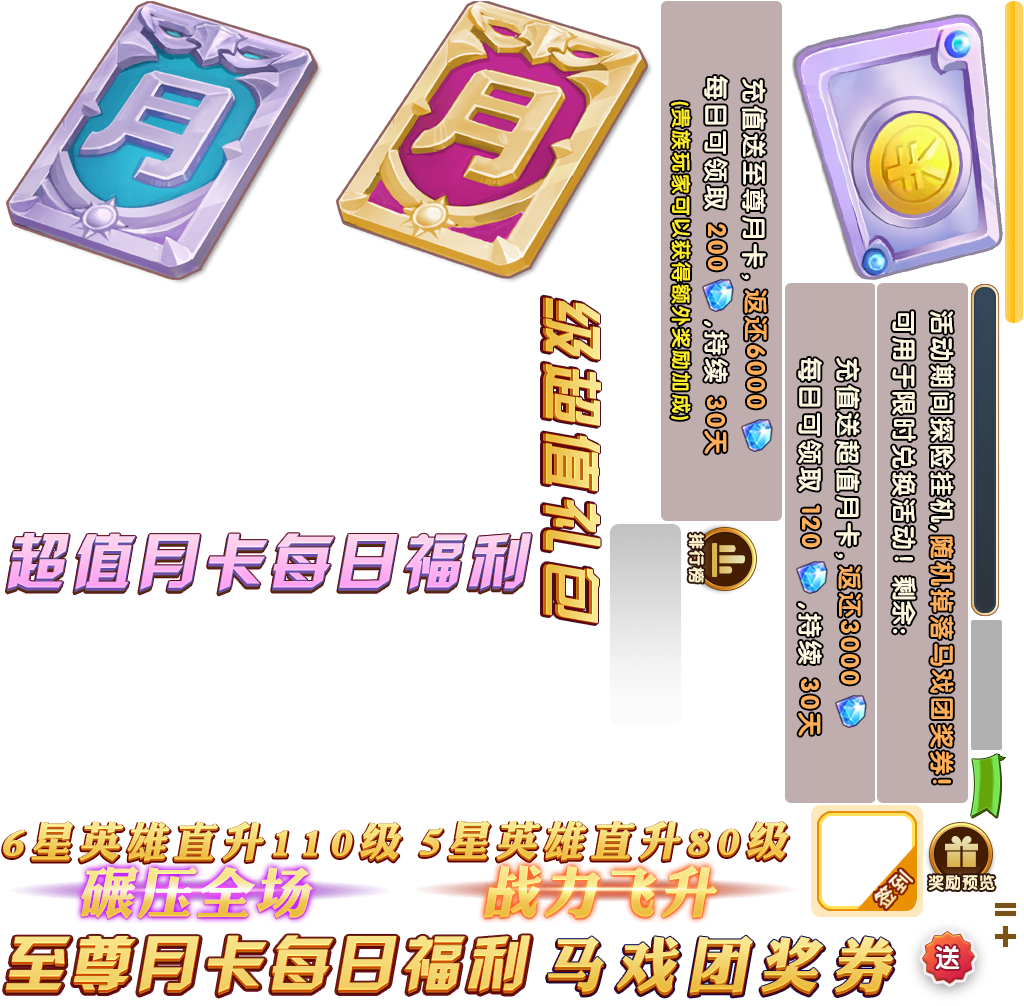 月
月
充值送至尊月卡，返还6000
每日可领取 200 ,持续 30天
(贵族玩家可以获得额外奖励加成)
级超值礼包
活动期间探险挂机,随机掉落马戏团奖券!
可用于限时兑换活动！剩余:
充值送超值月卡,返还3000
每日可领取 120 ,持续 30天
超值月卡每日福利
排行榜
6星英雄直升110级
5星英雄直升80级
碾压全场
战力飞升
签到
奖励预览
=
+
至尊月卡每日福利
马戏团奖券
送